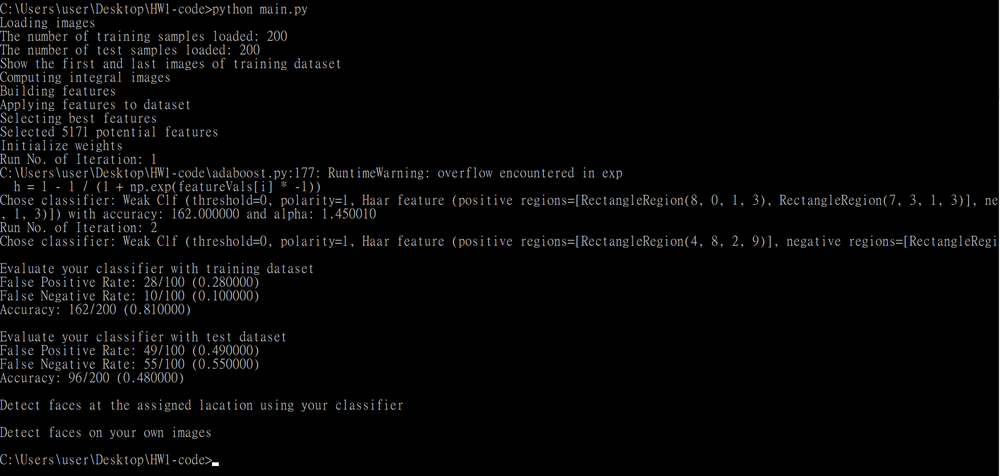 C:\Users\user\Desktop\HW1-code>python main.py
Loading images
The number of training samples loaded: 200
The number of test samples loaded: 200
Show the first and last images of training dataset
Computing integral images
Building features
Applying features to dataset
Selecting best features
Selected 5171 potential features
Initialize weights
Run No. of Iteration: 1
C:\Users\user\Desktop\HW1-code\adaboost.py:177: RuntimeWarning: overflow encountered in exp
  h = 1 - 1 / (1 + np.exp(featureVals[i] * -1))
Chose classifier: Weak Clf (threshold=0, polarity=1, Haar feature (positive regions=[RectangleRegion(8, 0, 1, 3), RectangleRegion(7, 3, 1, 3)], ne
, 1, 3)]) with accuracy: 162.000000 and alpha: 1.450010
Run No. of Iteration: 2
Chose classifier: Weak Clf (threshold=0, polarity=1, Haar feature (positive regions=[RectangleRegion(4, 8, 2, 9)], negative regions=[RectangleRegi

Evaluate your classifier with training dataset
False Positive Rate: 28/100 (0.280000)
False Negative Rate: 10/100 (0.100000)
Accuracy: 162/200 (0.810000)

Evaluate your classifier with test dataset
False Positive Rate: 49/100 (0.490000)
False Negative Rate: 55/100 (0.550000)
Accuracy: 96/200 (0.480000)

Detect faces at the assigned lacation using your classifier

Detect faces on your own images

C:\Users\user\Desktop\HW1-code>